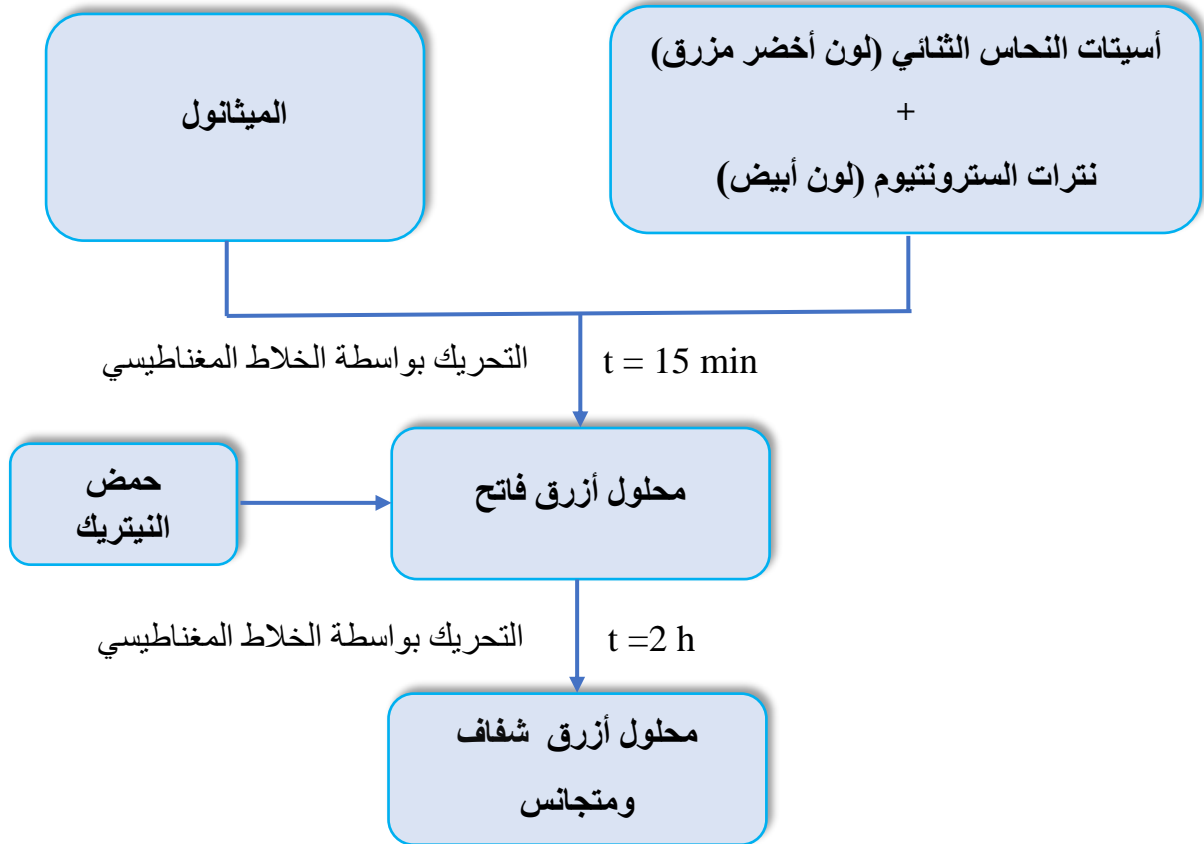 أسيتات النحاس الثنائي (لون أخضر مزرق)
+
نترات السترونتيوم (لون أبيض)
الميثانول
التحريك بواسطة الخلاط المغناطيسي
t = 15 min
محلول أزرق فاتح
حمض
النيتريك
التحريك بواسطة الخلاط المغناطيسي
t =2 h
محلول أزرق شفاف
ومتجانس